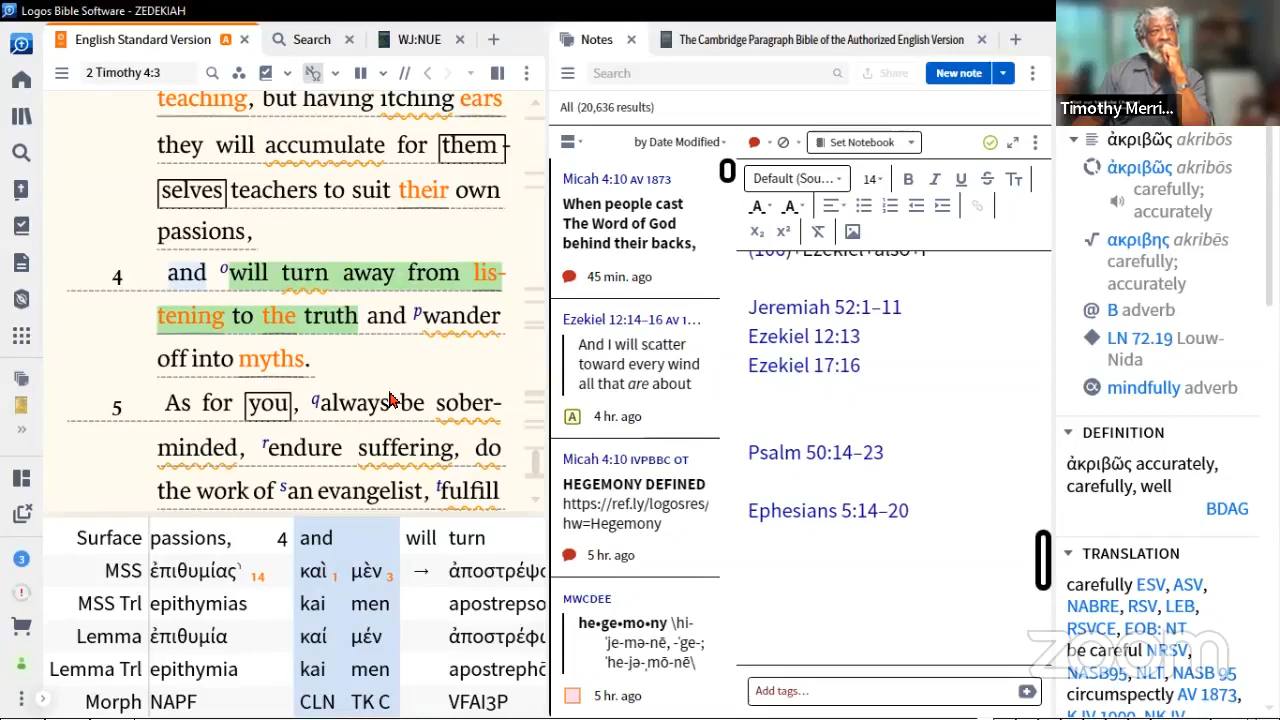 Logos Bible Software - ZEDEKIAH
English Standard Version A
Search
WJ:NUE
2 Timothy 4:3
teaching, but having itching ears
they will accumulate for them-
selves teachers to suit their own
passions,
4 and o will turn away from lis-
tening to the truth and p wander
off into myths.
5 As for you, q always be sober-
minded, r endure suffering, do
the work of s an evangelist, t fulfill
Surface passions, 4 and will turn
MSS ἐπιθυμίας 14 καὶ 1 μὲν 3 → ἀποστρέψο
MSS Trl epithymias kai men apostrepso
Lemma ἐπιθυμία καί μέν ἀποστρέφω
Lemma Trl epithymia kai men apostrephō
Morph NAPF CLN TK C VFAI3P
3
Notes
The Cambridge Paragraph Bible of the Authorized English Version
Search
Share
New note
All (20,636 results)
by Date Modified
Set Notebook
Micah 4:10 AV 1873
When people cast
The Word of God
behind their backs,
45 min. ago
Ezekiel 12:14–16 AV 1…
And I will scatter
toward every wind
all that are about
A 4 hr. ago
Micah 4:10 IVPBBC OT
HEGEMONY DEFINED
https://ref.ly/logosres/
hw=Hegemony
5 hr. ago
MWCDEE
he•ge•mo•ny \hi-
ˈje-mə-nē, -ˈge-;
ˈhe-jə-ˌmō-nē\
5 hr. ago
Default (Sou… 14 B I U S TT
A A
X₂ X²
Jeremiah 52:1–11
Ezekiel 12:13
Ezekiel 17:16
Psalm 50:14–23
Ephesians 5:14–20
Add tags…
Timothy Merri…
ἀκριβῶς akribōs
ἀκριβῶς akribōs
carefully;
accurately
ακριβης akribēs
carefully;
accurately
B adverb
LN 72.19 Louw-
Nida
mindfully adverb
DEFINITION
ἀκριβῶς accurately,
carefully, well
BDAG
TRANSLATION
carefully ESV, ASV,
NABRE, RSV, LEB,
RSVCE, EOB: NT
be careful NRSV,
NASB95, NLT, NASB 95
circumspectly AV 1873,
zoom